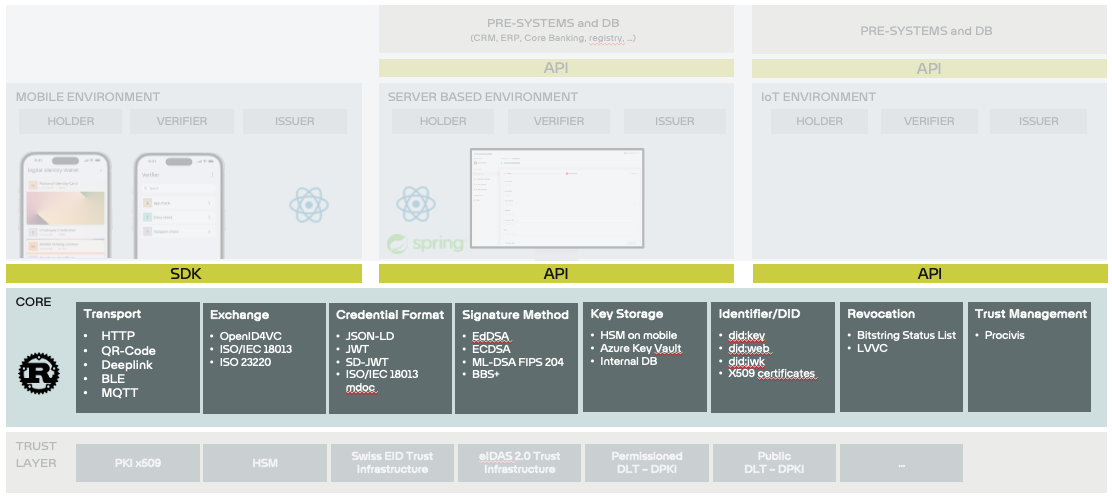 PRE-SYSTEMS and DB
(CRM, ERP, Core Banking, registry, ...)
API
PRE-SYSTEMS and DB
API
MOBILE ENVIRONMENT
HOLDER
VERIFIER
ISSUER
Digital Identity Wallet
Verifier
SERVER BASED ENVIRONMENT
HOLDER
VERIFIER
ISSUER
spring
IoT ENVIRONMENT
HOLDER
VERIFIER
ISSUER
SDK
API
API
CORE
R
Transport
• HTTP
• QR-Code
• Deeplink
• BLE
• MQTT
Exchange
• OpenID4VC
• ISO/IEC 18013
• ISO 23220
Credential Format
• JSON-LD
• JWT
• SD-JWT
• ISO/IEC 18013
mdoc
Signature Method
• EdDSA
• ECDSA
• ML-DSA FIPS 204
• BBS+
Key Storage
• HSM on mobile
• Azure Key Vault
• Internal DB
Identifier/DID
• did:key
• did:web
• did:jwk
• X509 certificates
Revocation
• Bitstring Status List
• LVVC
Trust Management
• Procivis
TRUST
LAYER
PKI x509
HSM
Swiss EID Trust
Infrastructure
eIDAS 2.0 Trust
Infrastructure
Permissioned
DLT – DPKI
Public
DLT – DPKI
...